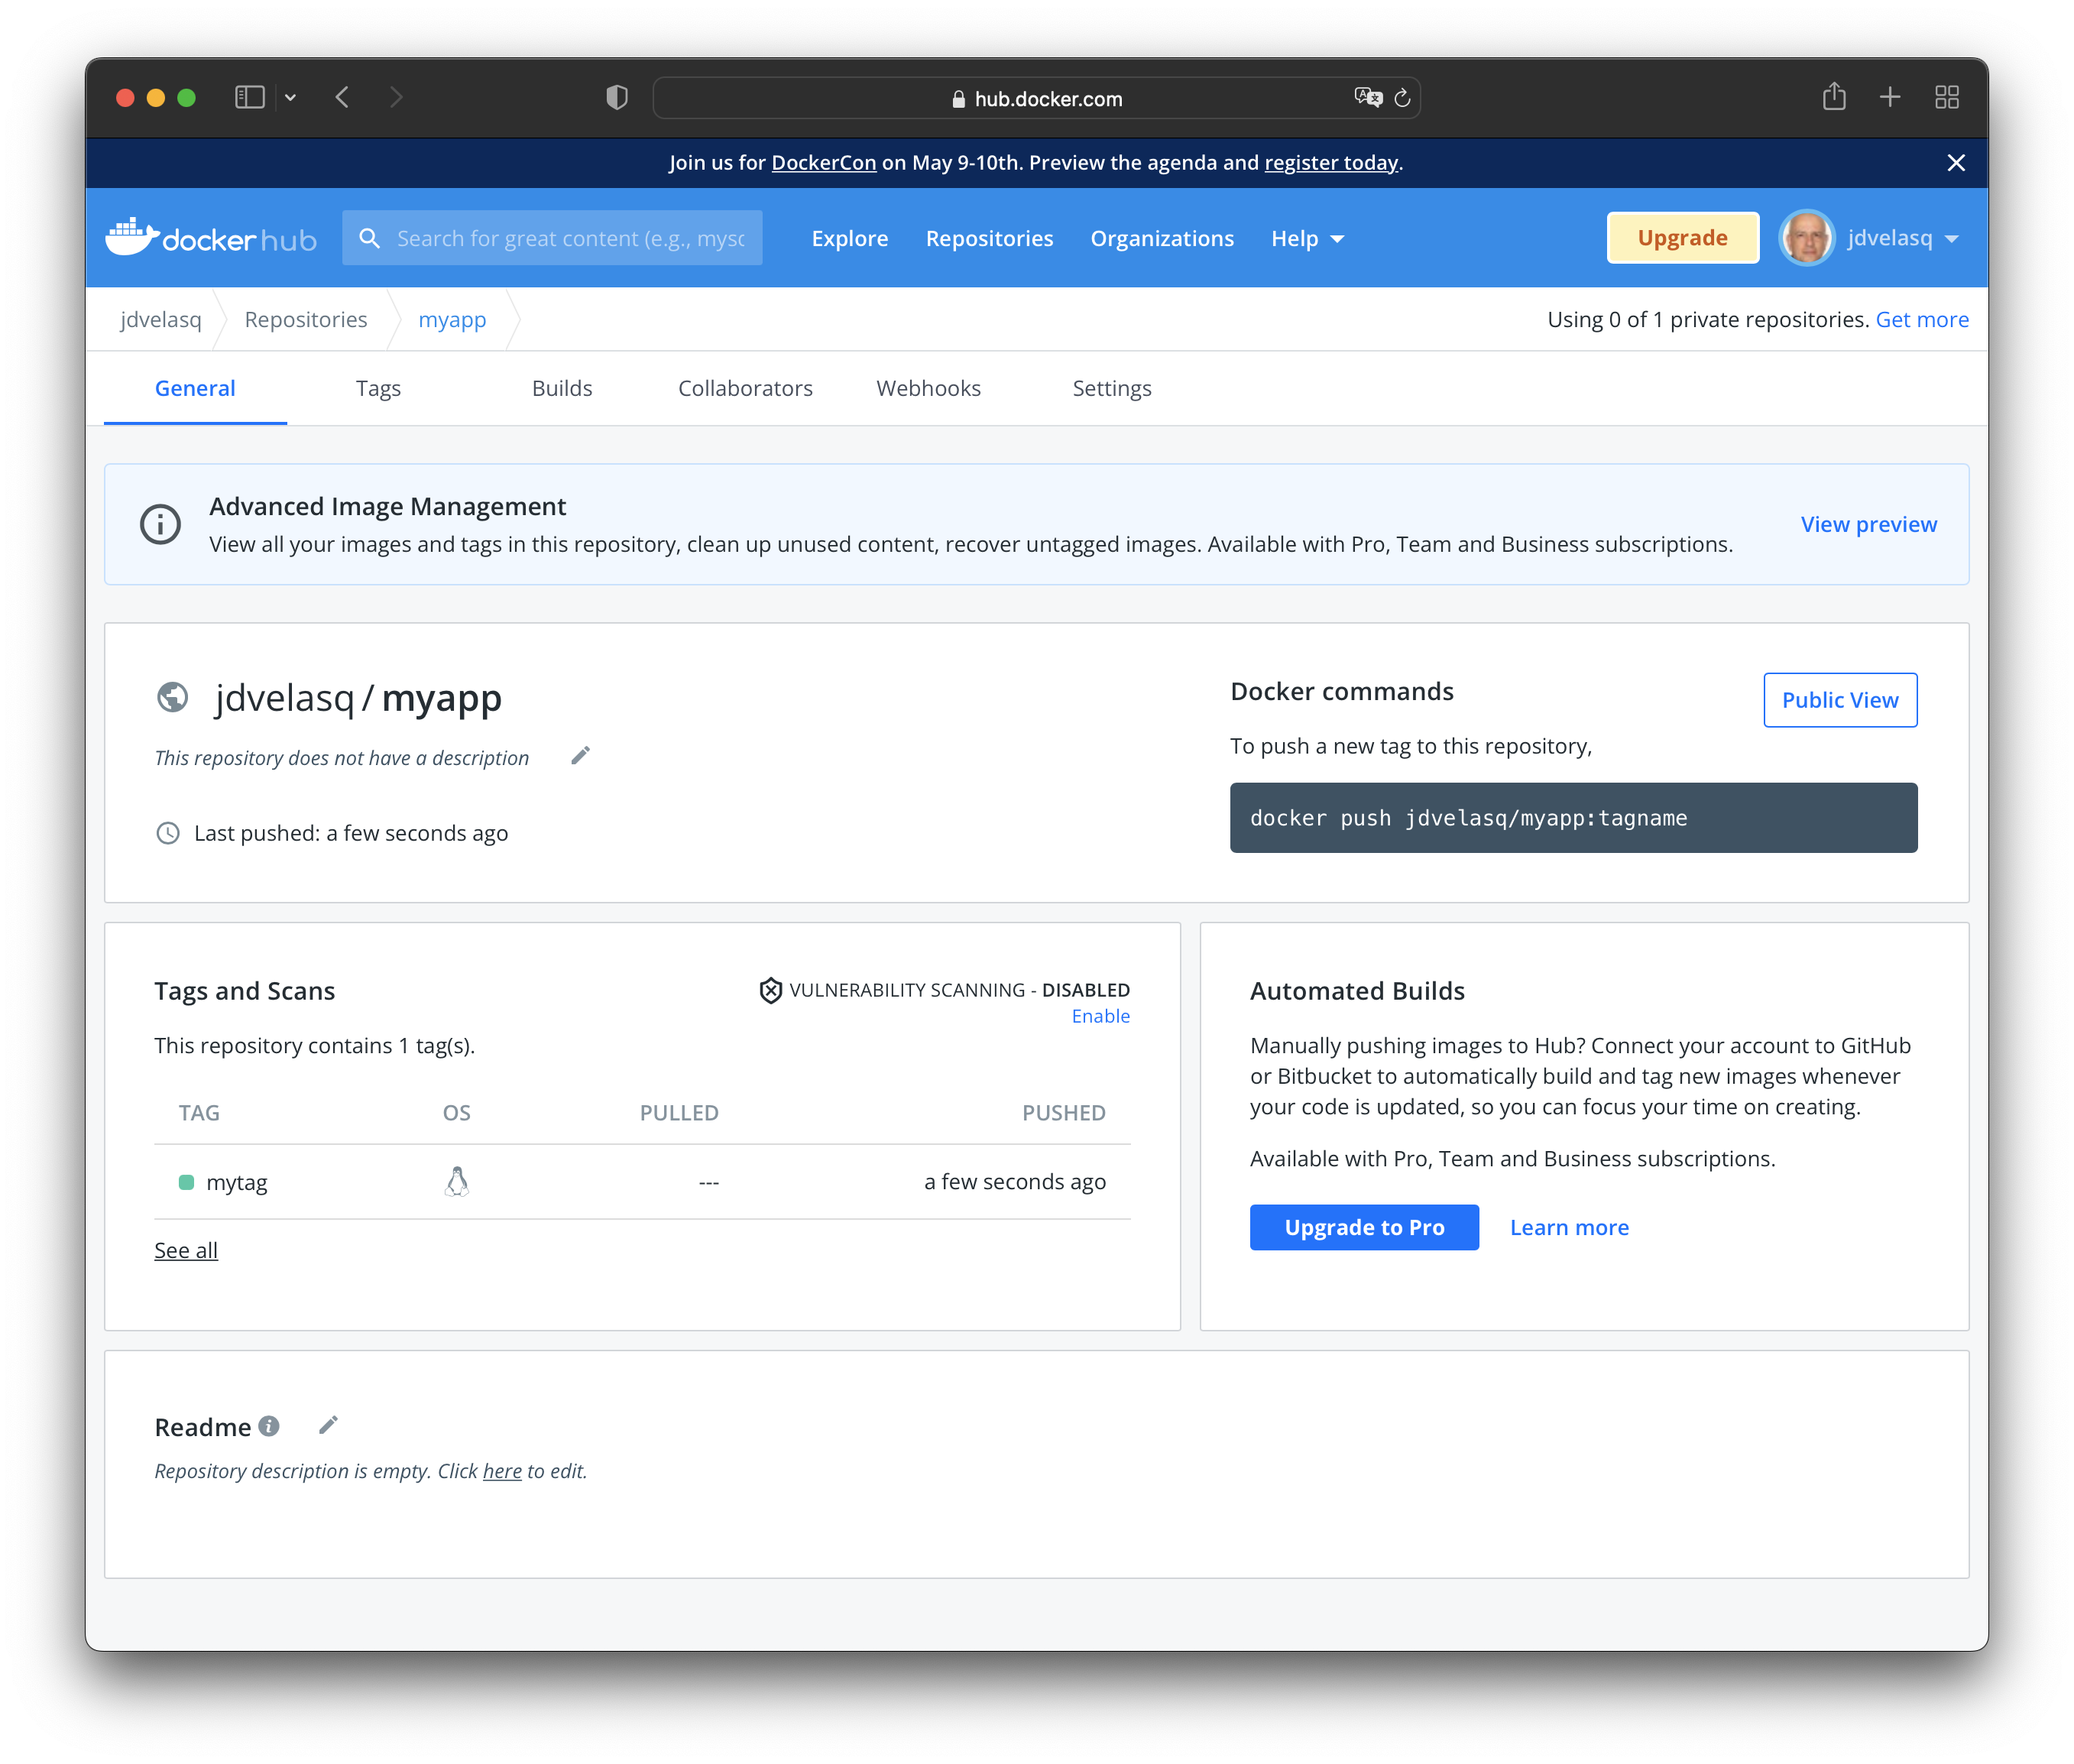 hub.docker.com
Join us for DockerCon on May 9-10th. Preview the agenda and register today.
docker hub
Search for great content (e.g., mysc
Explore
Repositories
Organizations
Help
Upgrade
jdvelasq
jdvelasq
Repositories
myapp
Using 0 of 1 private repositories. Get more
General
Tags
Builds
Collaborators
Webhooks
Settings
Advanced Image Management
View all your images and tags in this repository, clean up unused content, recover untagged images. Available with Pro, Team and Business subscriptions.
View preview
jdvelasq / myapp
This repository does not have a description
Last pushed: a few seconds ago
Docker commands
Public View
To push a new tag to this repository,
docker push jdvelasq/myapp:tagname
Tags and Scans
VULNERABILITY SCANNING - DISABLED
Enable
This repository contains 1 tag(s).
TAG
OS
PULLED
PUSHED
mytag
---
a few seconds ago
See all
Automated Builds
Manually pushing images to Hub? Connect your account to GitHub
or Bitbucket to automatically build and tag new images whenever
your code is updated, so you can focus your time on creating.
Available with Pro, Team and Business subscriptions.
Upgrade to Pro
Learn more
Readme
Repository description is empty. Click here to edit.